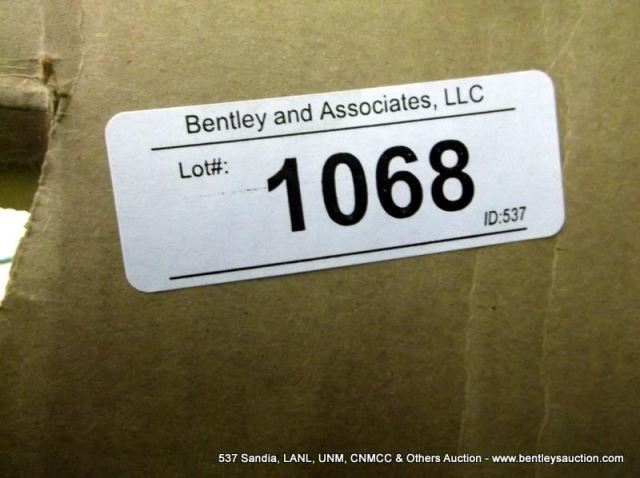 Bentley and Associates, LLC
Lot#: 1068
ID:537
537 Sandia, LANL, UNM, CNMCC & Others Auction - www.bentleysauction.com